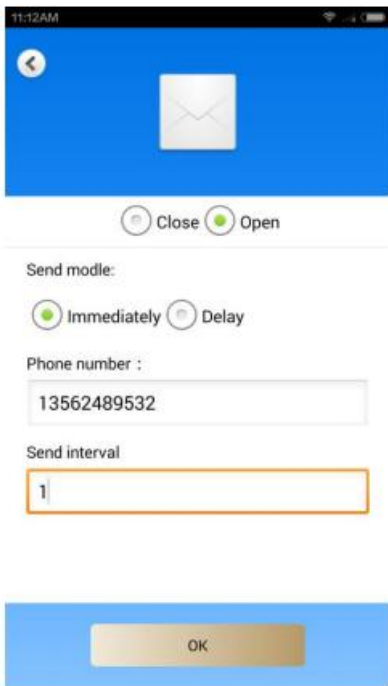 11:12AM
Close Open
Send modle:
Immediately Delay
Phone number :
13562489532
Send interval
1
OK